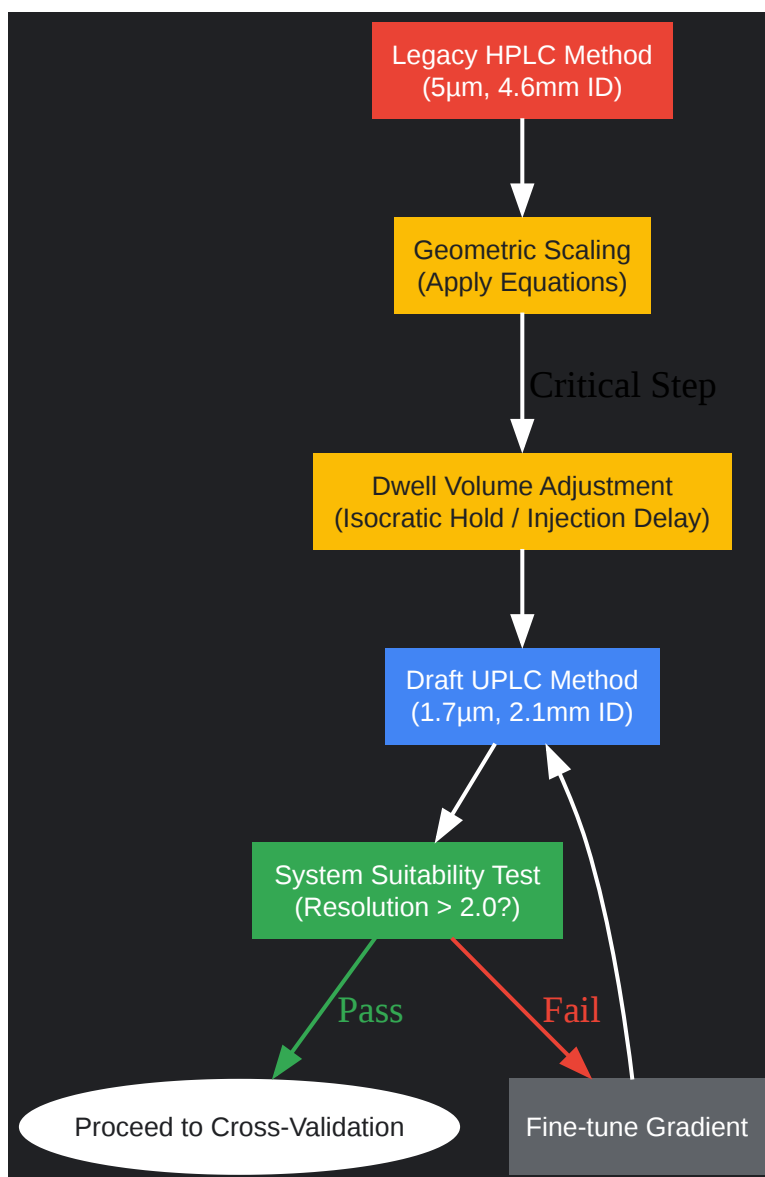 Legacy HPLC Method
(5µm, 4.6mm ID)
Geometric Scaling
(Apply Equations)
Critical Step
Dwell Volume Adjustment
(Isocratic Hold / Injection Delay)
Draft UPLC Method
(1.7µm, 2.1mm ID)
System Suitability Test
(Resolution > 2.0?)
Pass
Fail
Proceed to Cross-Validation
Fine-tune Gradient